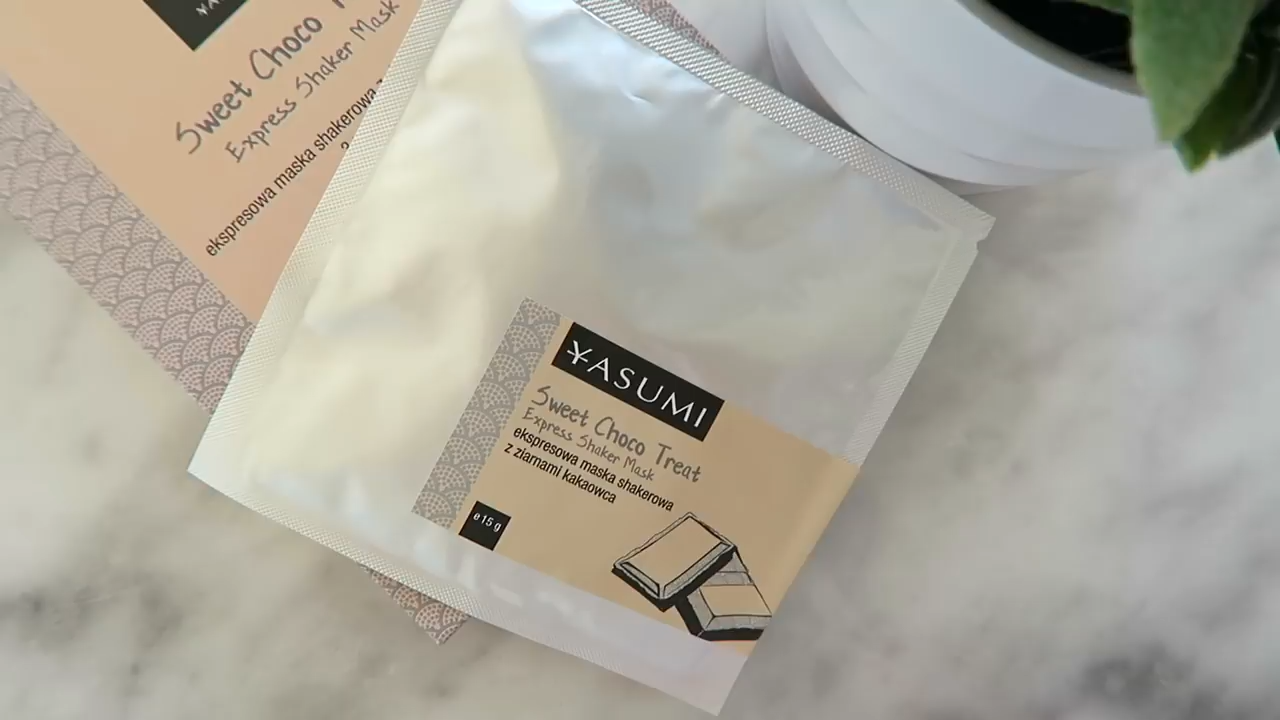 Sweet Choco
Express Shaker Mask
ekspresowa maska shakerowa
YASUMI
Sweet Choco Treat
Express Shaker Mask
ekspresowa maska shakerowa
z ziarnami kakaowca
e 15 g